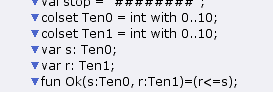 val stop = "########";
colset Ten0 = int with 0..10;
colset Ten1 = int with 0..10;
var s: Ten0;
var r: Ten1;
fun Ok(s:Ten0, r:Ten1)=(r<=s);